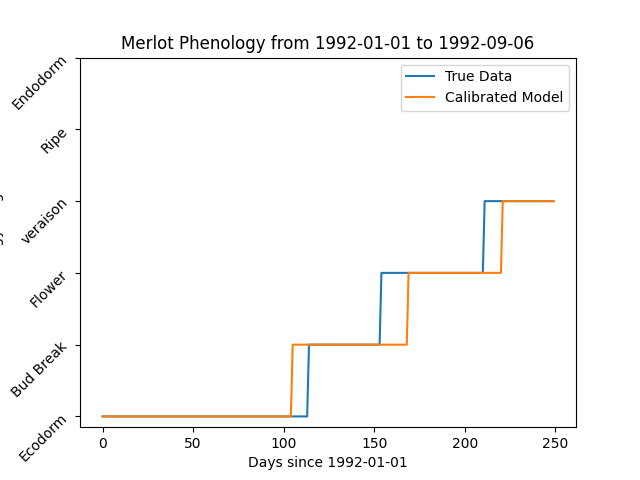 Merlot Phenology from 1992-01-01 to 1992-09-06
True Data
Calibrated Model
Endodorm
Ripe
veraison
Flower
Bud Break
Ecodorm
0 50 100 150 200 250
Days since 1992-01-01